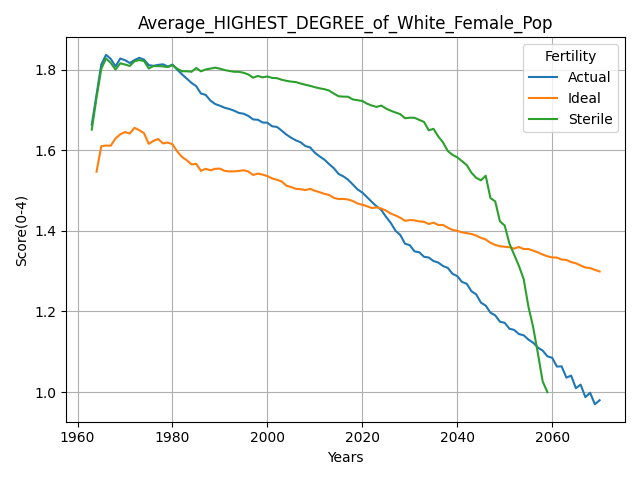 Average_HIGHEST_DEGREE_of_White_Female_Pop
Fertility
Actual
Ideal
Sterile
Score(0-4)
1.8
1.6
1.4
1.2
1.0
1960
1980
2000
2020
2040
2060
Years